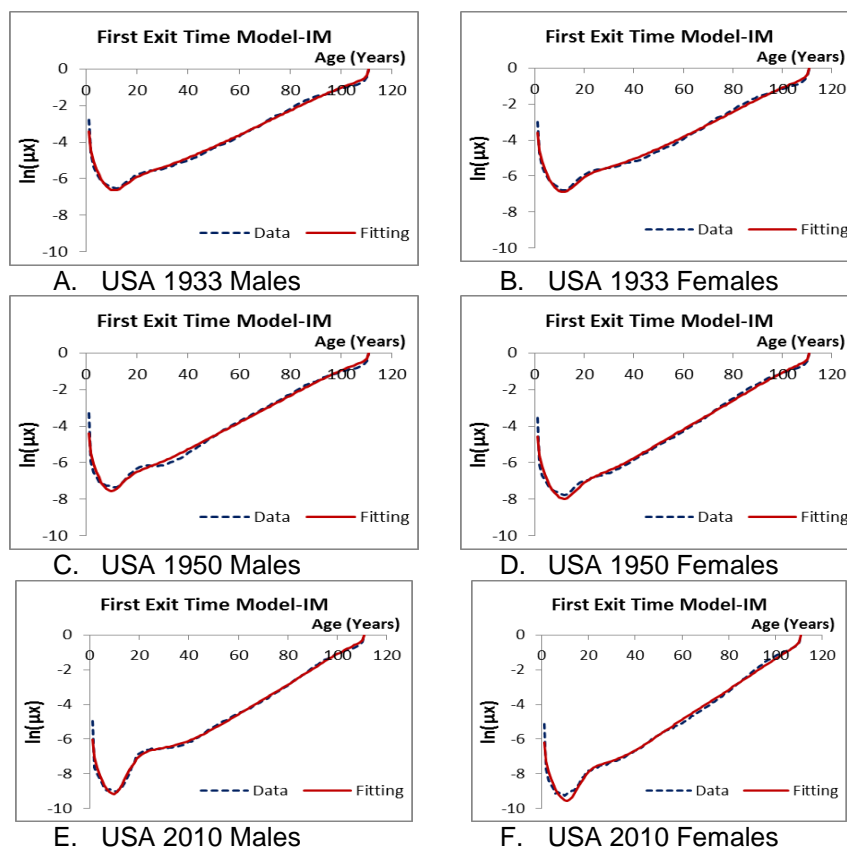 First Exit Time Model-IM
Age (Years)
0 20 40 60 80 100 120
0
-2
-4
-6
-8
-10
ln(μx)
Data Fitting
A. USA 1933 Males
First Exit Time Model-IM
Age (Years)
0 20 40 60 80 100 120
0
-2
-4
-6
-8
-10
ln(μx)
Data Fitting
B. USA 1933 Females
First Exit Time Model-IM
Age (Years)
0 20 40 60 80 100 120
0
-2
-4
-6
-8
-10
ln(μx)
Data Fitting
C. USA 1950 Males
First Exit Time Model-IM
Age (Years)
0 20 40 60 80 100 120
0
-2
-4
-6
-8
-10
ln(μx)
Data Fitting
D. USA 1950 Females
First Exit Time Model-IM
Age (Years)
0 20 40 60 80 100 120
0
-2
-4
-6
-8
-10
ln(μx)
Data Fitting
E. USA 2010 Males
First Exit Time Model-IM
Age (Years)
0 20 40 60 80 100 120
0
-2
-4
-6
-8
-10
ln(μx)
Data Fitting
F. USA 2010 Females